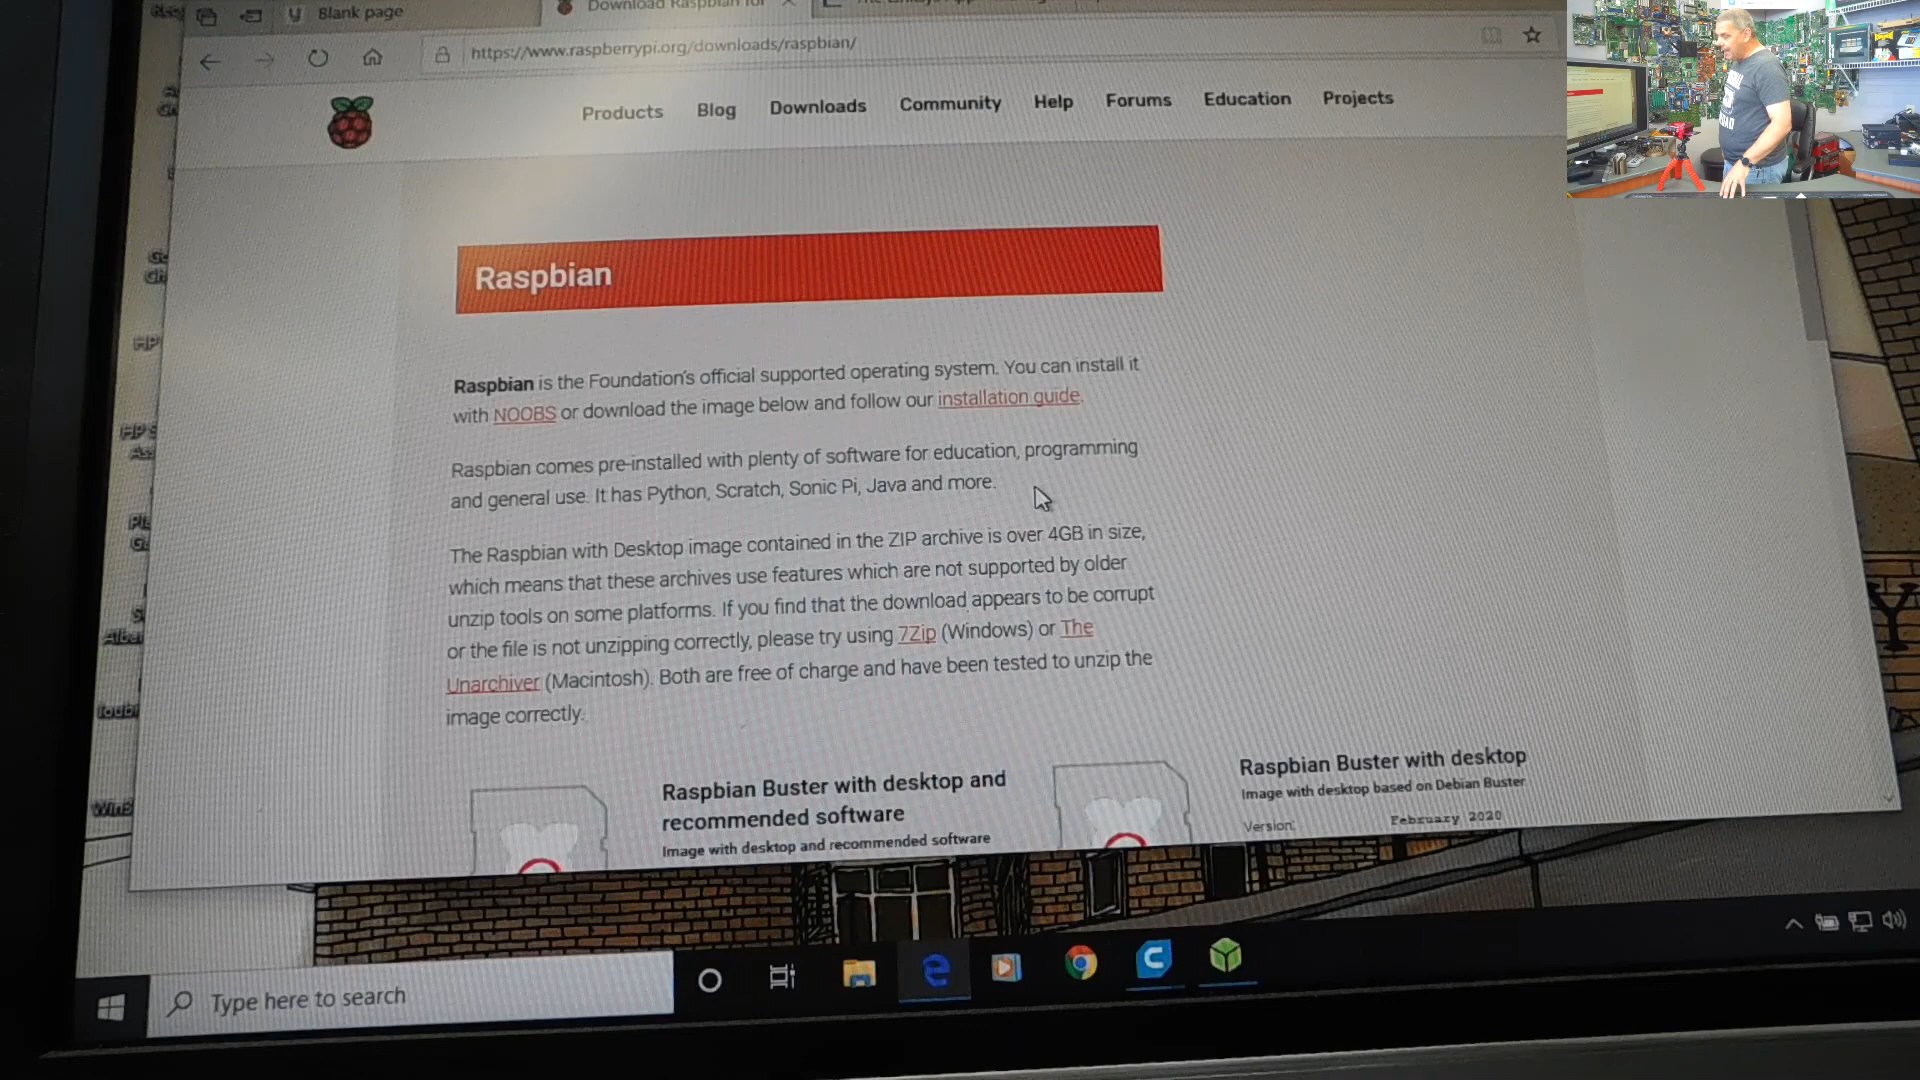 Blank page
Download Raspbian for
https://www.raspberrypi.org/downloads/raspbian/
Products Blog Downloads Community Help Forums Education Projects
Raspbian
Raspbian is the Foundation's official supported operating system. You can install it
with NOOBS or download the image below and follow our installation guide.
Raspbian comes pre-installed with plenty of software for education, programming
and general use. It has Python, Scratch, Sonic Pi, Java and more.
The Raspbian with Desktop image contained in the ZIP archive is over 4GB in size,
which means that these archives use features which are not supported by older
unzip tools on some platforms. If you find that the download appears to be corrupt
or the file is not unzipping correctly, please try using 7Zip (Windows) or The
Unarchiver (Macintosh). Both are free of charge and have been tested to unzip the
image correctly.
Raspbian Buster with desktop and
recommended software
Image with desktop and recommended software
Raspbian Buster with desktop
Image with desktop based on Debian Buster
Version: February 2020
Type here to search